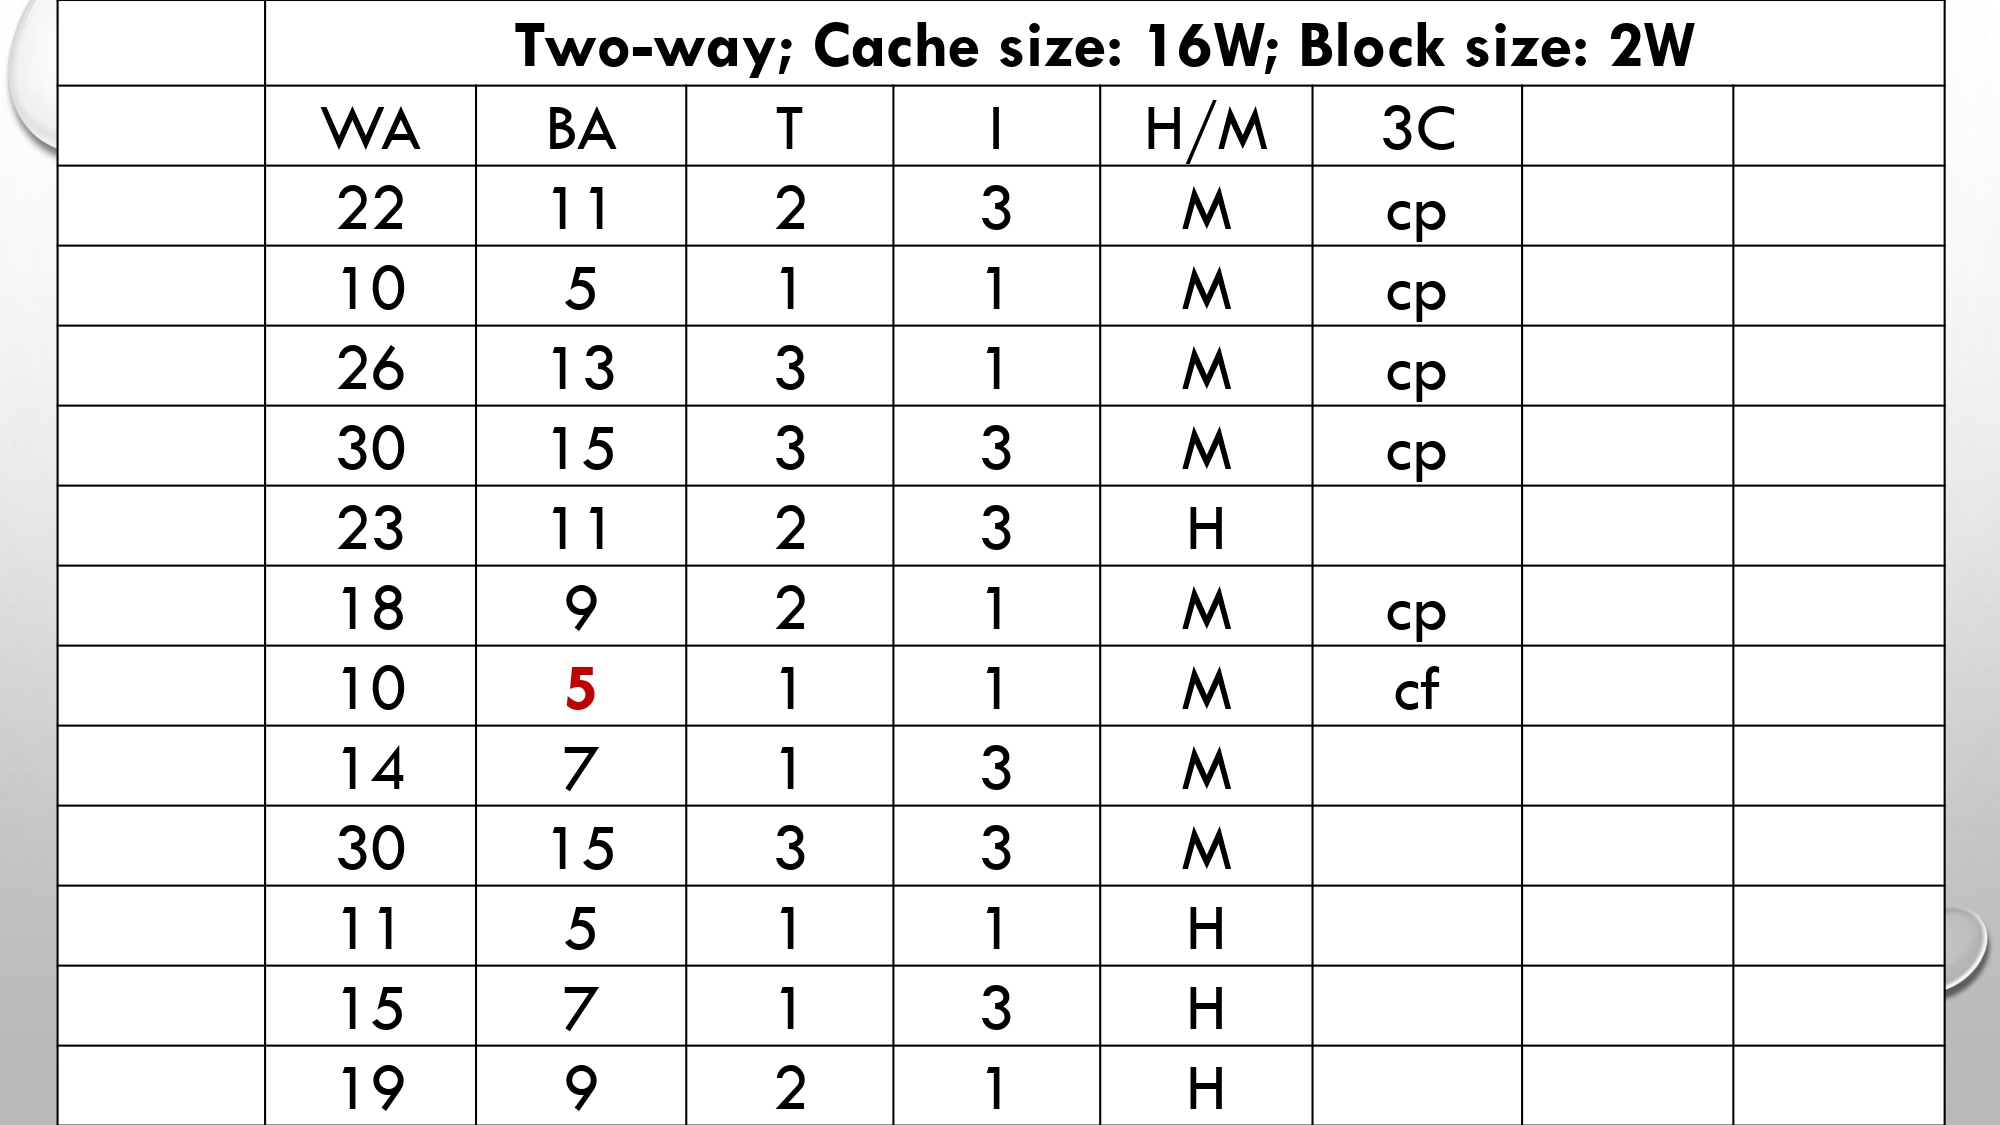 Two-way; Cache size: 16W; Block size: 2W
WA BA T I H/M 3C
22 11 2 3 M cp
10 5 1 1 M cp
26 13 3 1 M cp
30 15 3 3 M cp
23 11 2 3 H
18 9 2 1 M cp
10 5 1 1 M cf
14 7 1 3 M
30 15 3 3 M
11 5 1 1 H
15 7 1 3 H
19 9 2 1 H